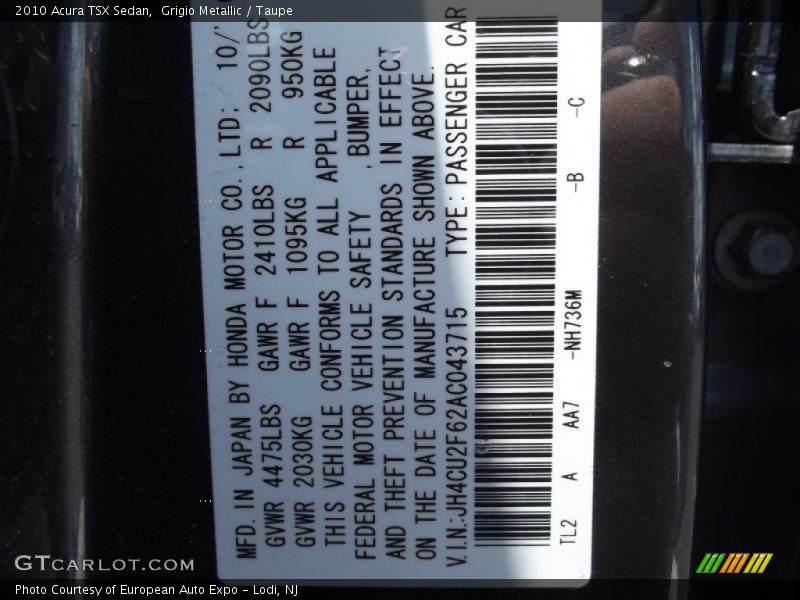 2010 Acura TSX Sedan, Grigio Metallic / Taupe
MFD. IN JAPAN BY HONDA MOTOR CO.,LTD; 10/
GVWR 4475LBS GAWR F 2410LBS R 2090LBS
GVWR 2030KG GAWR F 1095KG R 950KG
THIS VEHICLE CONFORMS TO ALL APPLICABLE
FEDERAL MOTOR VEHICLE SAFETY , BUMPER,
AND THEFT PREVENTION STANDARDS IN EFFECT
ON THE DATE OF MANUFACTURE SHOWN ABOVE.
V.I.N.:JH4CU2F62AC043715 TYPE: PASSENGER CAR
TL2 A AA7 -NH736M -B -C
GTCARLOT.COM
Photo Courtesy of European Auto Expo - Lodi, NJ